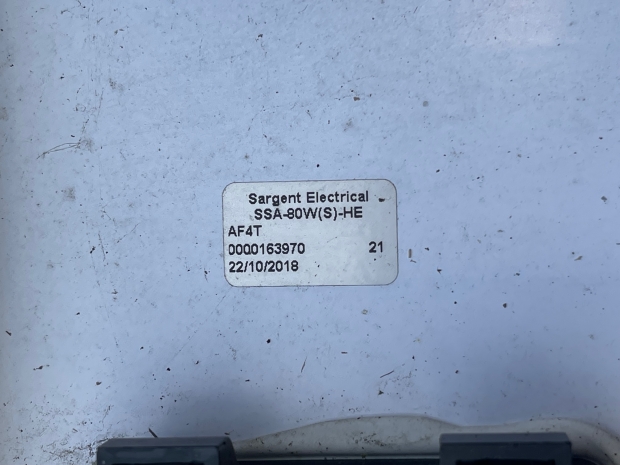 Sargent Electrical
SSA-80W(S)-HE
AF4T
0000163970 21
22/10/2018